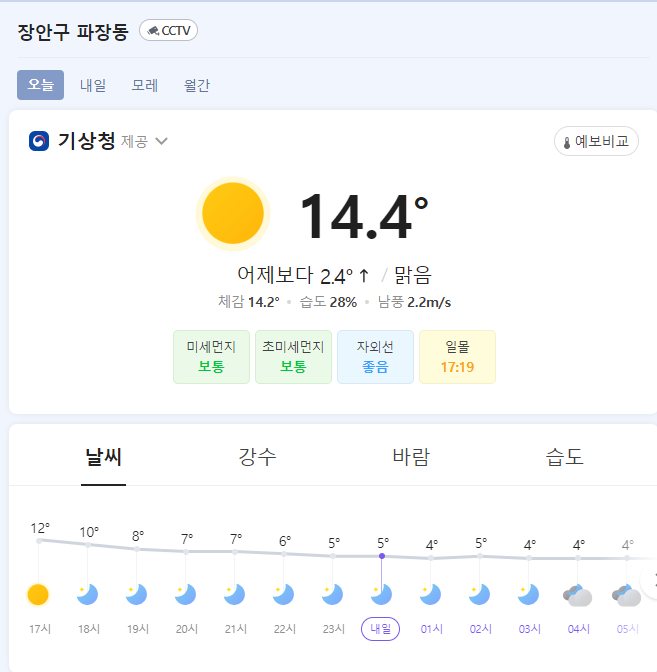 장안구 파장동 CCTV
오늘 내일 모레 월간
기상청 제공 예보비교
14.4°
어제보다 2.4° ↑ / 맑음
체감 14.2° • 습도 28% • 남풍 2.2m/s
미세먼지 초미세먼지 자외선 일몰
보통 보통 좋음 17:19
날씨 강수 바람 습도
12° 10° 8° 7° 7° 6° 5° 5° 4° 5° 4° 4° 4°
17시 18시 19시 20시 21시 22시 23시 내일 01시 02시 03시 04시 05시